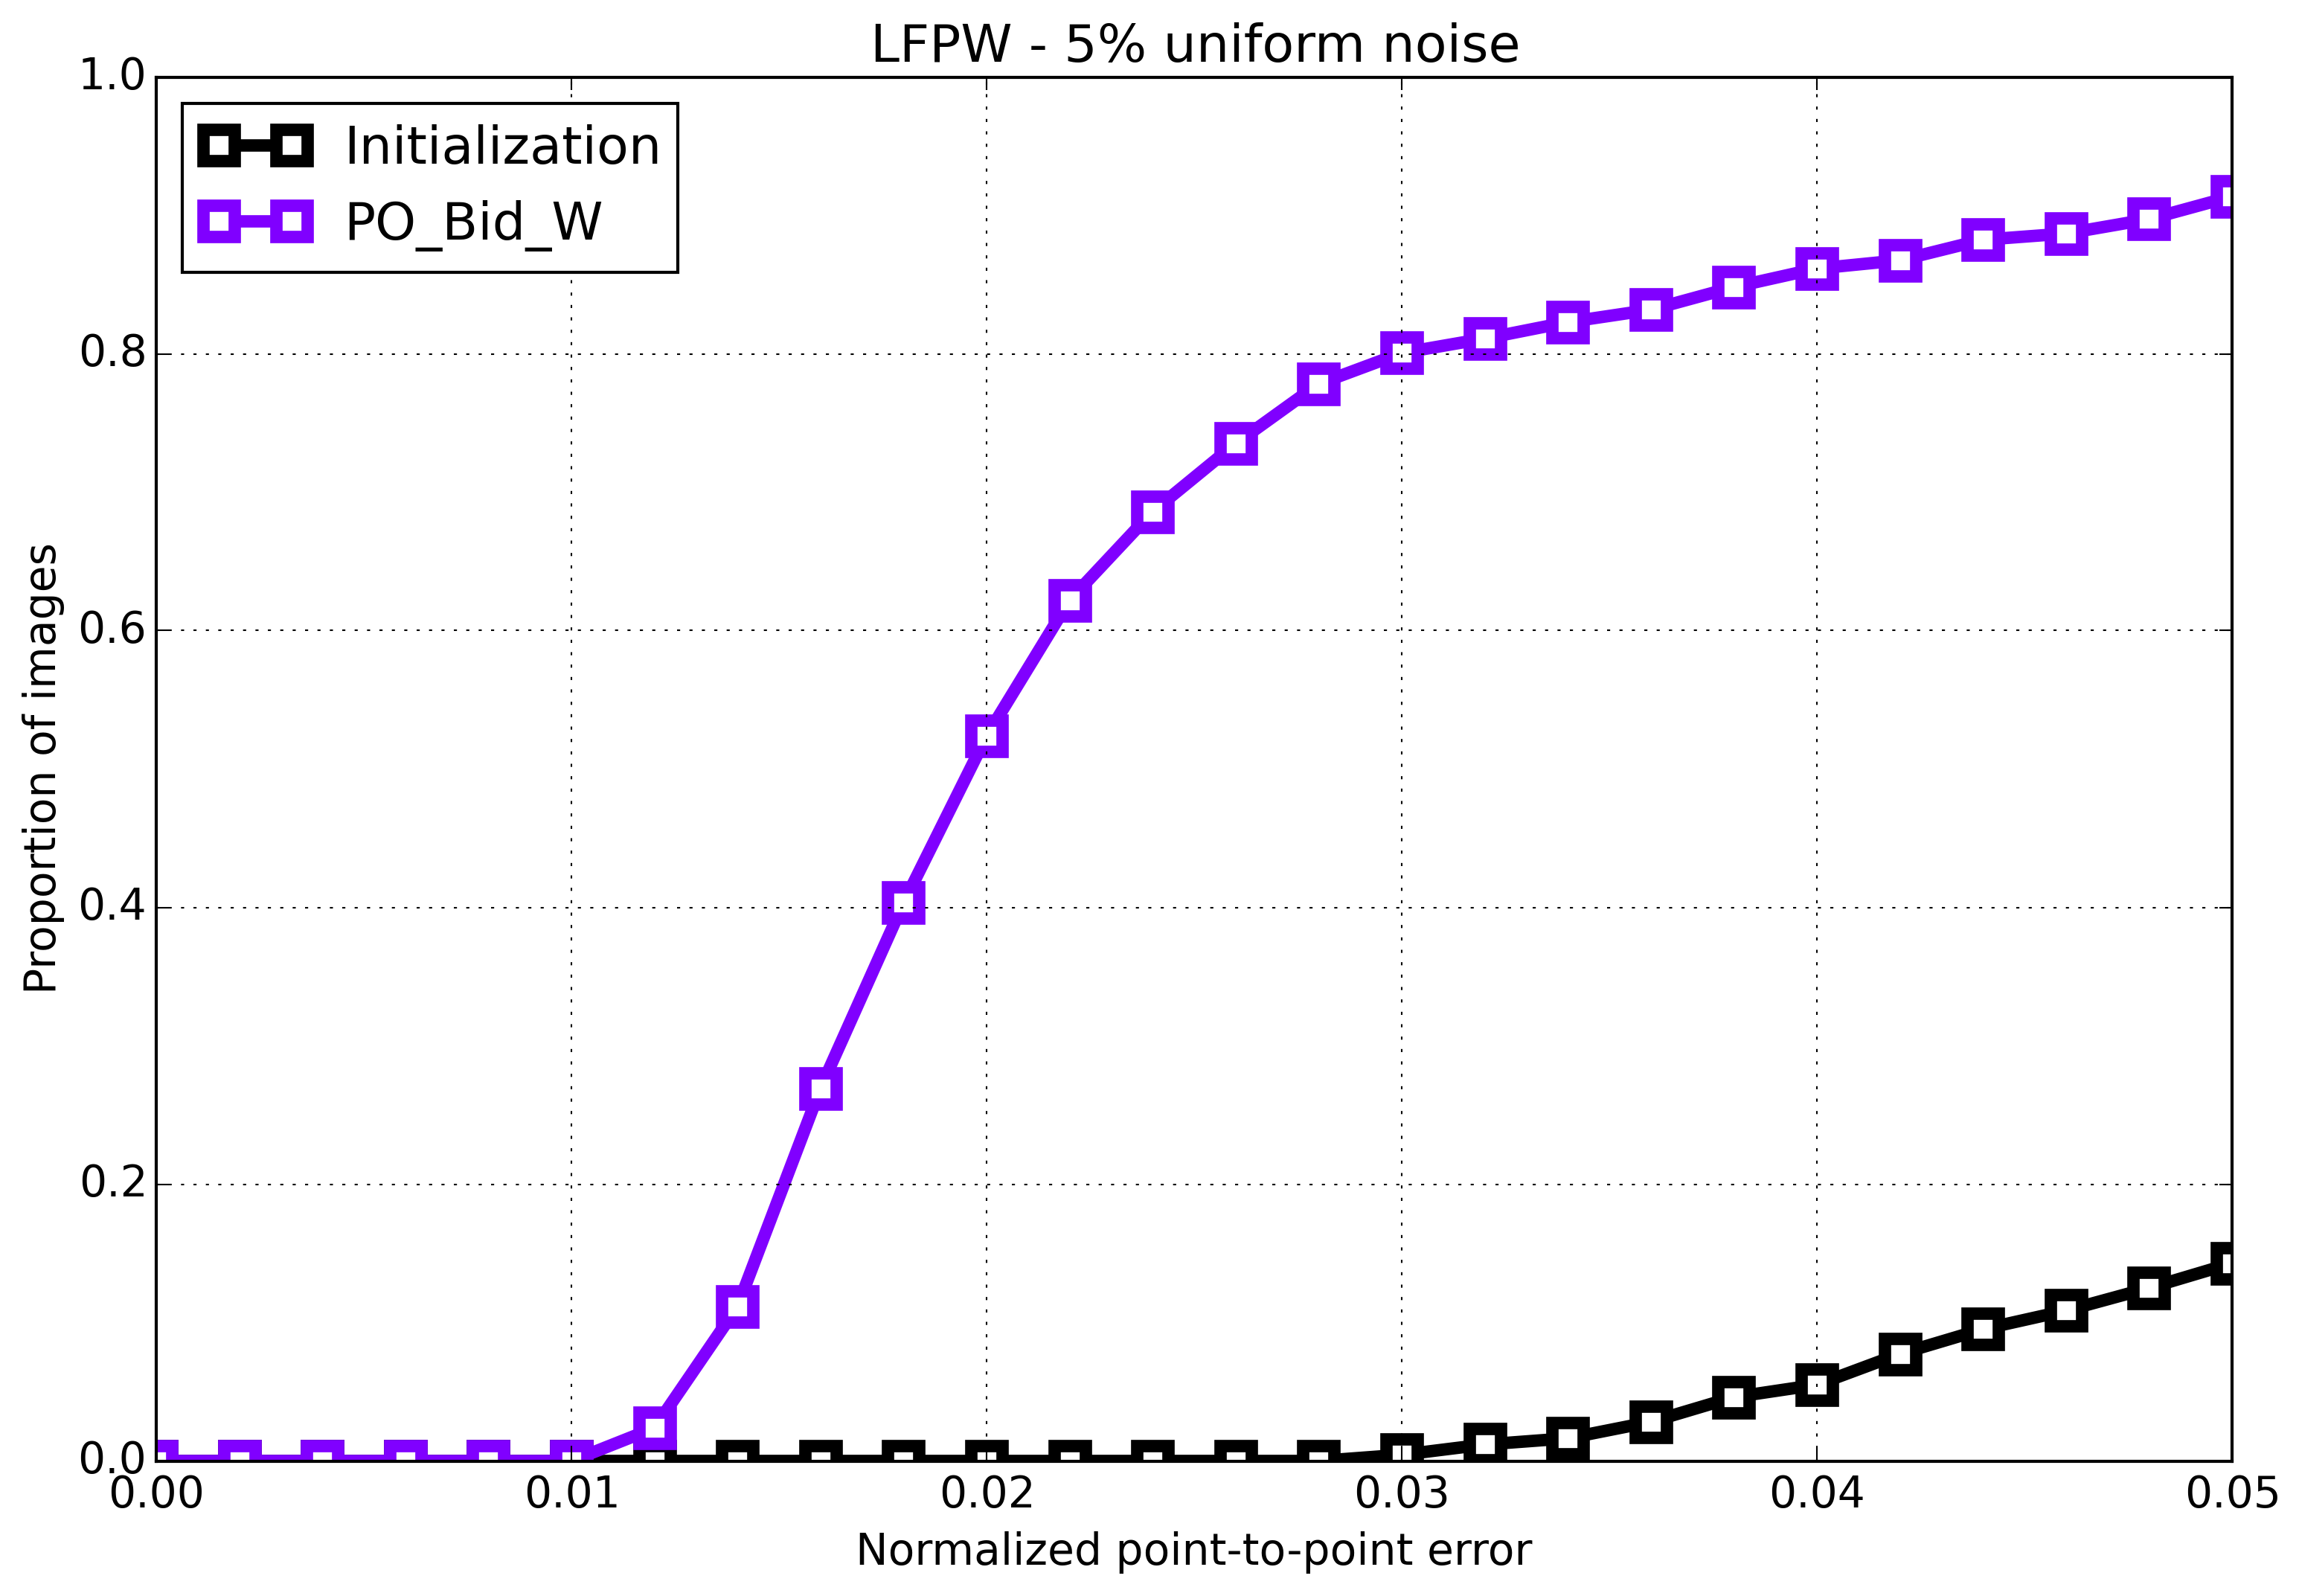 LFPW - 5% uniform noise
1.0
Initialization
PO_Bid_W
0.8
0.6
0.4
0.2
0.0
Proportion of images
0.00 0.01 0.02 0.03 0.04 0.05
Normalized point-to-point error